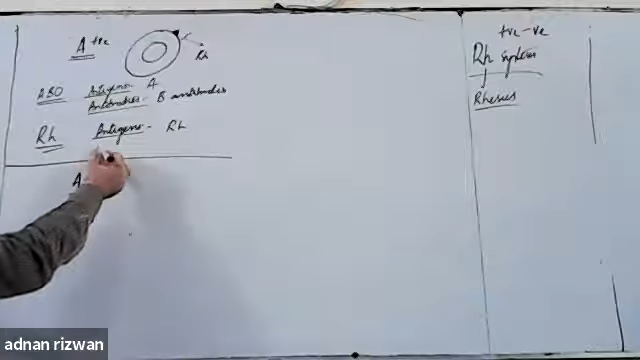 A +ve
Rh
ABO Antigens - A
Antibodies - B antibodies
Rh Antigens - Rh
A -
+ve -ve
Rh System
Rhesus
adnan rizwan